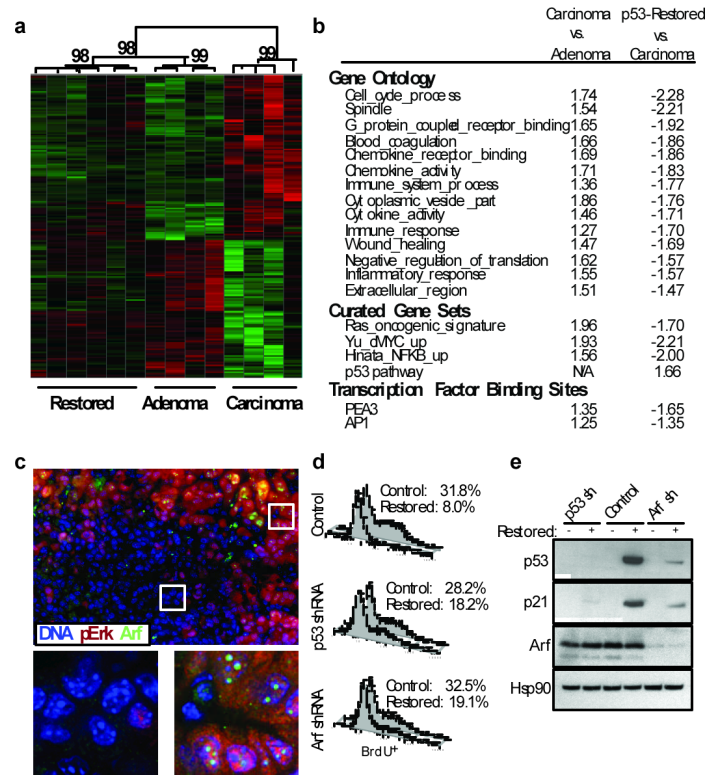 a
98
98
99
99
Restored
Adenoma
Carcinoma
b
Carcinoma vs. Adenoma
p53-Restored vs. Carcinoma
Gene Ontology
Cell_cycle_process 1.74 -2.28
Spindle 1.54 -2.21
G_protein_coupled_receptor_binding 1.65 -1.92
Blood_coagulation 1.66 -1.86
Chemokine_receptor_binding 1.69 -1.86
Chemokine_activity 1.71 -1.83
Immune_system_process 1.36 -1.77
Cytoplasmic_veside_part 1.86 -1.76
Cytokine_activity 1.46 -1.71
Immune_response 1.27 -1.70
Wound_healing 1.47 -1.69
Negative_regulation_of_translation 1.62 -1.57
Inflammatory_response 1.55 -1.57
Extracellular_region 1.51 -1.47
Curated Gene Sets
Ras_oncogenic_signature 1.96 -1.70
Yu_cMYC_up 1.93 -2.21
Hinata_NFKB_up 1.56 -2.00
p53 pathway N/A 1.66
Transcription Factor Binding Sites
PEA3 1.35 -1.65
AP1 1.25 -1.35
c
DNA pErk Arf
d
Control
Control: 31.8%
Restored: 8.0%
p53 shRNA
Control: 28.2%
Restored: 18.2%
Arf shRNA
Control: 32.5%
Restored: 19.1%
BrdU+
e
p53 sh
Control
Arf sh
Restored: - + - + - +
p53
p21
Arf
Hsp90